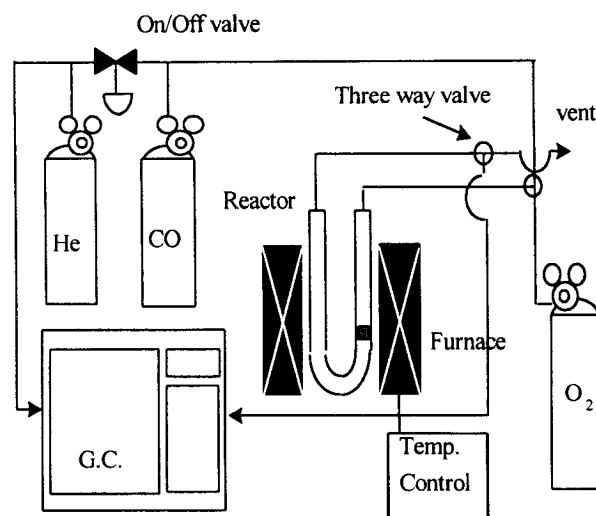 On/Off valve
Three way valve
vent
Reactor
He
CO
Furnace
O₂
G.C.
Temp.
Control